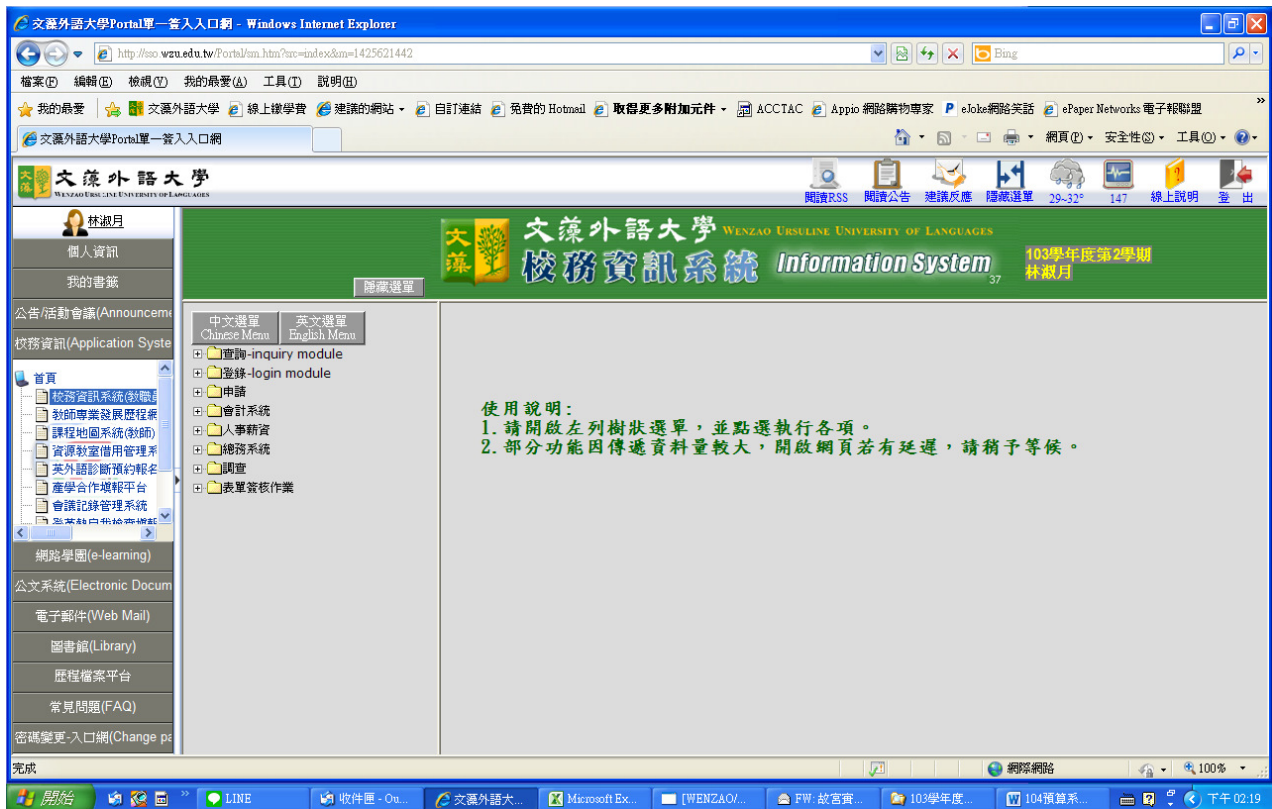 文藻外語大學Portal單一簽入入口網 - Windows Internet Explorer
http://sso.wzu.edu.tw/Portal/sm.htm?src=index&m=1425621442
Bing
檔案(F) 編輯(E) 檢視(V) 我的最愛(A) 工具(T) 說明(H)
我的最愛 文藻外語大學 線上繳學費 建議的網站 自訂連結 免費的 Hotmail 取得更多附加元件 ACCTAC Appio 網路購物專家 eJoke網路笑話 ePaper Networks 電子報聯盟 »
文藻外語大學Portal單一簽入入口網
網頁(P) 安全性(S) 工具(O)
文藻外語大學
WENZAO URSULINE UNIVERSITY OF LANGUAGES
閱讀RSS 閱讀公告 建議反應 隱藏選單 29~32° 147 線上說明 登 出
林淑月
個人資訊
我的書籤
公告/活動會議(Announceme
校務資訊(Application Syste
首頁
校務資訊系統(教職員
教師專業發展歷程網
課程地圖系統(教師)
資源教室借用管理系
英外語診斷預約報名
產學合作填報平台
會議記錄管理系統
網路學園(e-learning)
公文系統(Electronic Docum
電子郵件(Web Mail)
圖書館(Library)
歷程檔案平台
常見問題(FAQ)
密碼變更-入口網(Change pa
文藻
文藻外語大學 WENZAO URSULINE UNIVERSITY OF LANGUAGES
校務資訊系統 Information System 37
103學年度第2學期
林淑月
隱藏選單
中文選單 英文選單
Chinese Menu English Menu
查詢-inquiry module
登錄-login module
申請
會計系統
人事薪資
總務系統
調查
表單簽核作業
使用說明:
1.請開啟左列樹狀選單，並點選執行各項。
2.部分功能因傳遞資料量較大，開啟網頁若有延遲，請稍予等候。
完成
網際網路
100%
開始 » LINE 收件匣 - Ou... 文藻外語大... Microsoft Ex... [WENZAO/... FW: 故宮賣... 103學年度... 104預算系... 下午 02:19